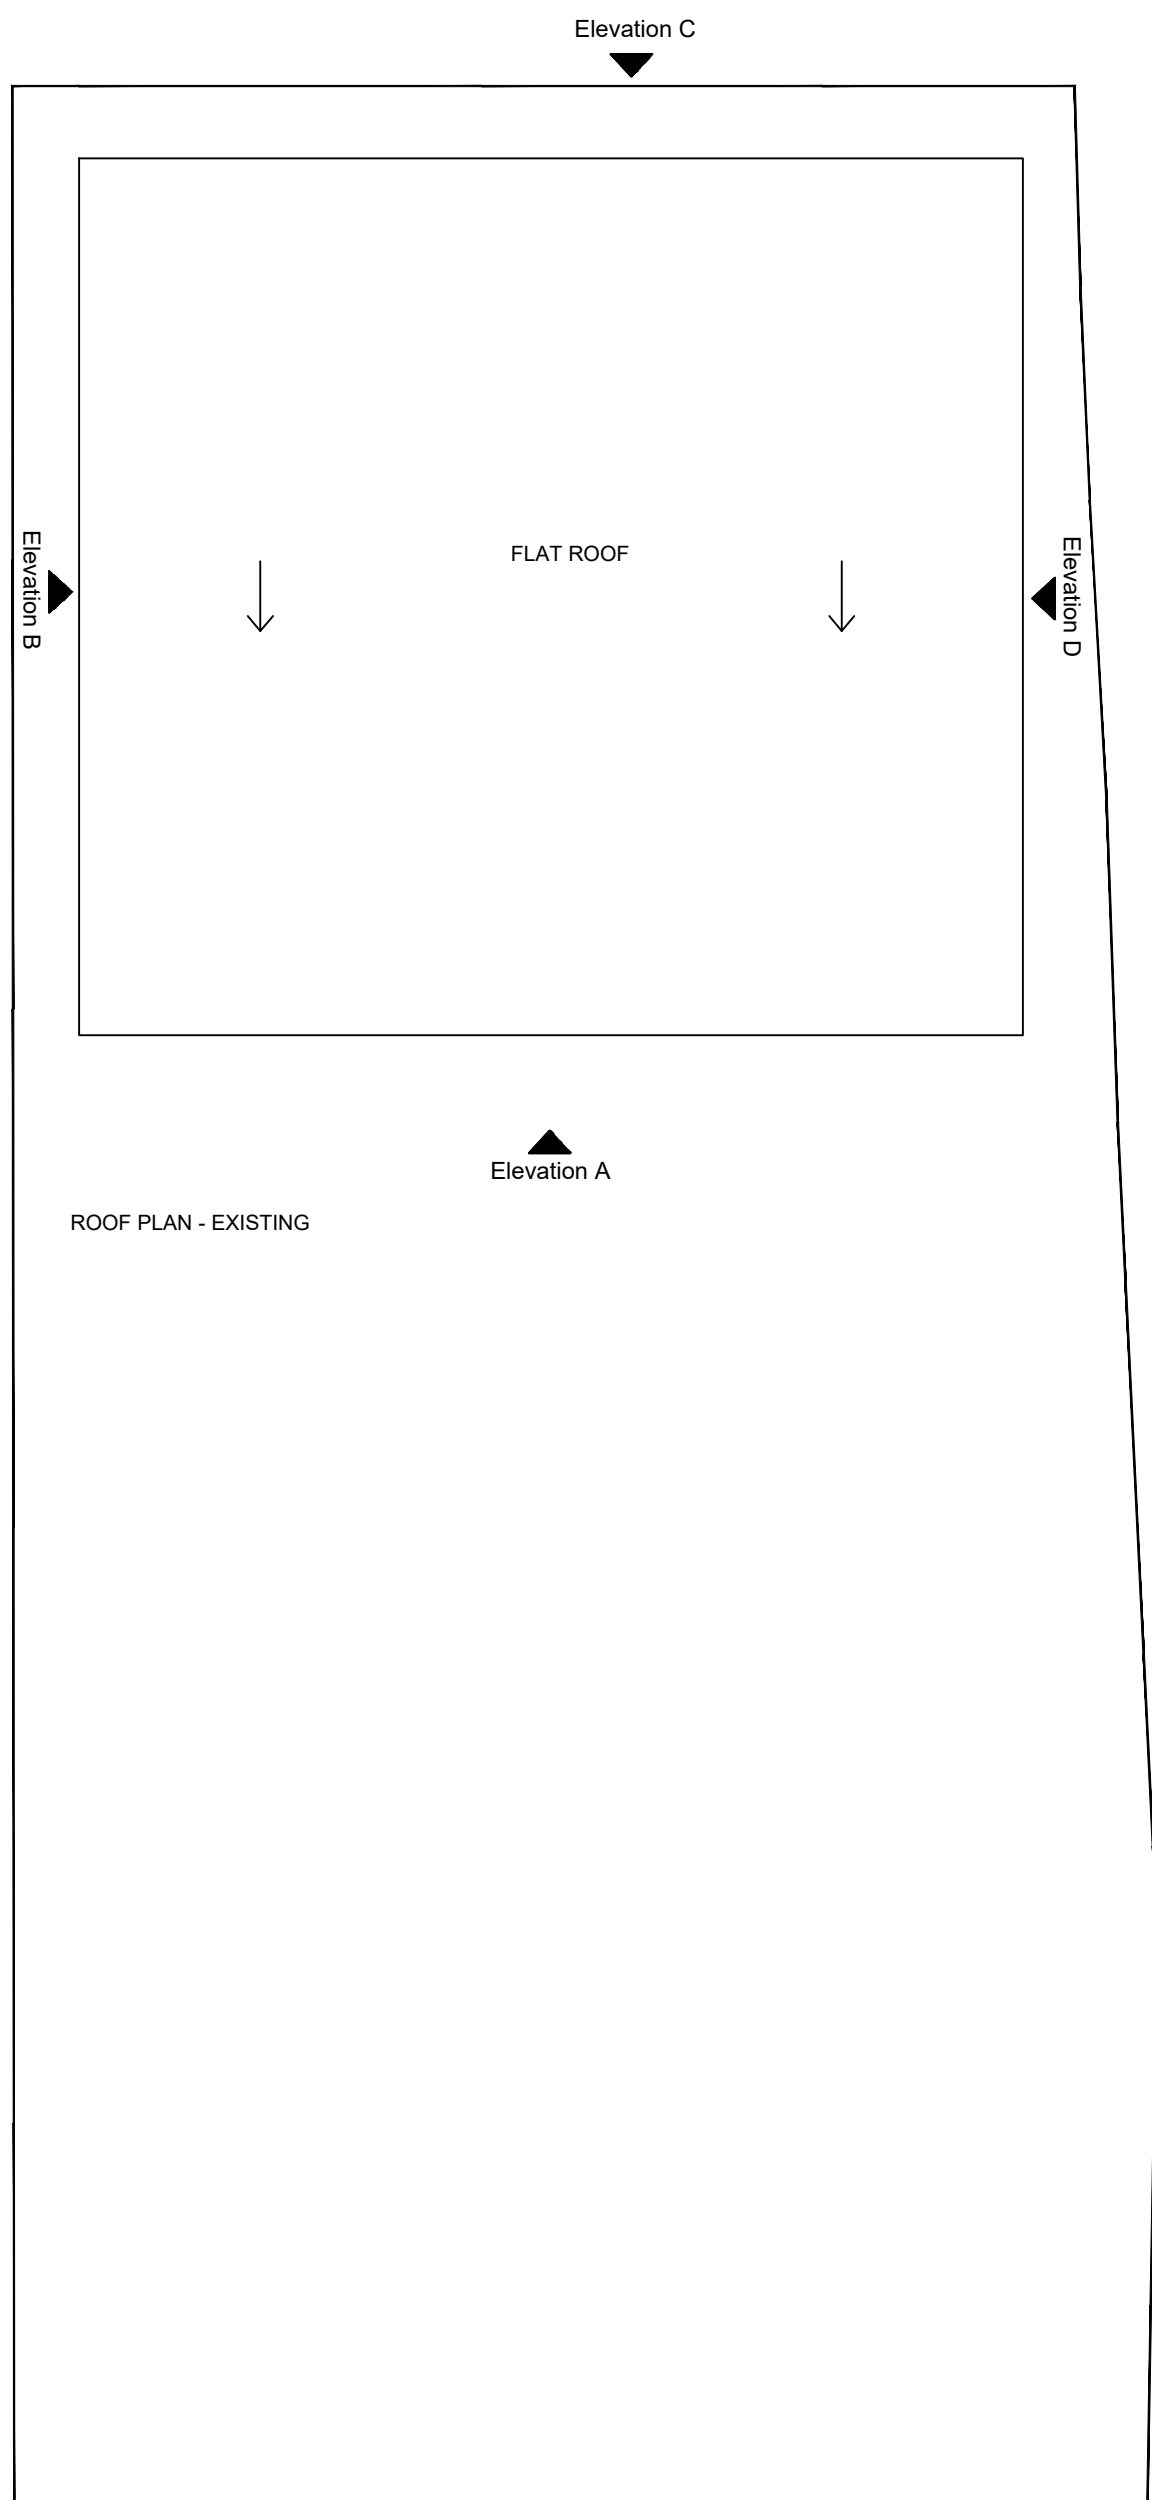 Elevation C
FLAT ROOF
Elevation B
Elevation D
Elevation A
ROOF PLAN - EXISTING